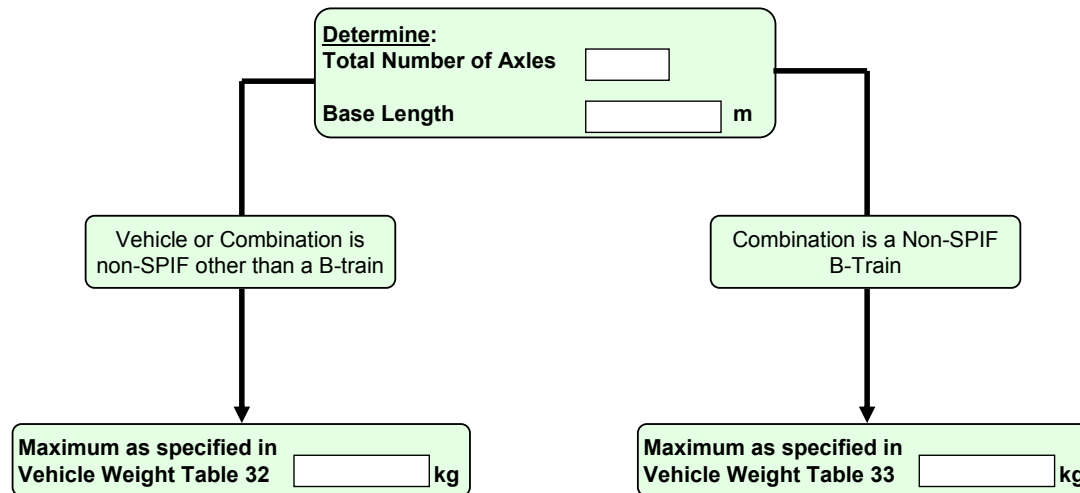 Determine:
Total Number of Axles
Base Length m
Vehicle or Combination is
non-SPIF other than a B-train
Combination is a Non-SPIF
B-Train
Maximum as specified in
Vehicle Weight Table 32 kg
Maximum as specified in
Vehicle Weight Table 33 kg